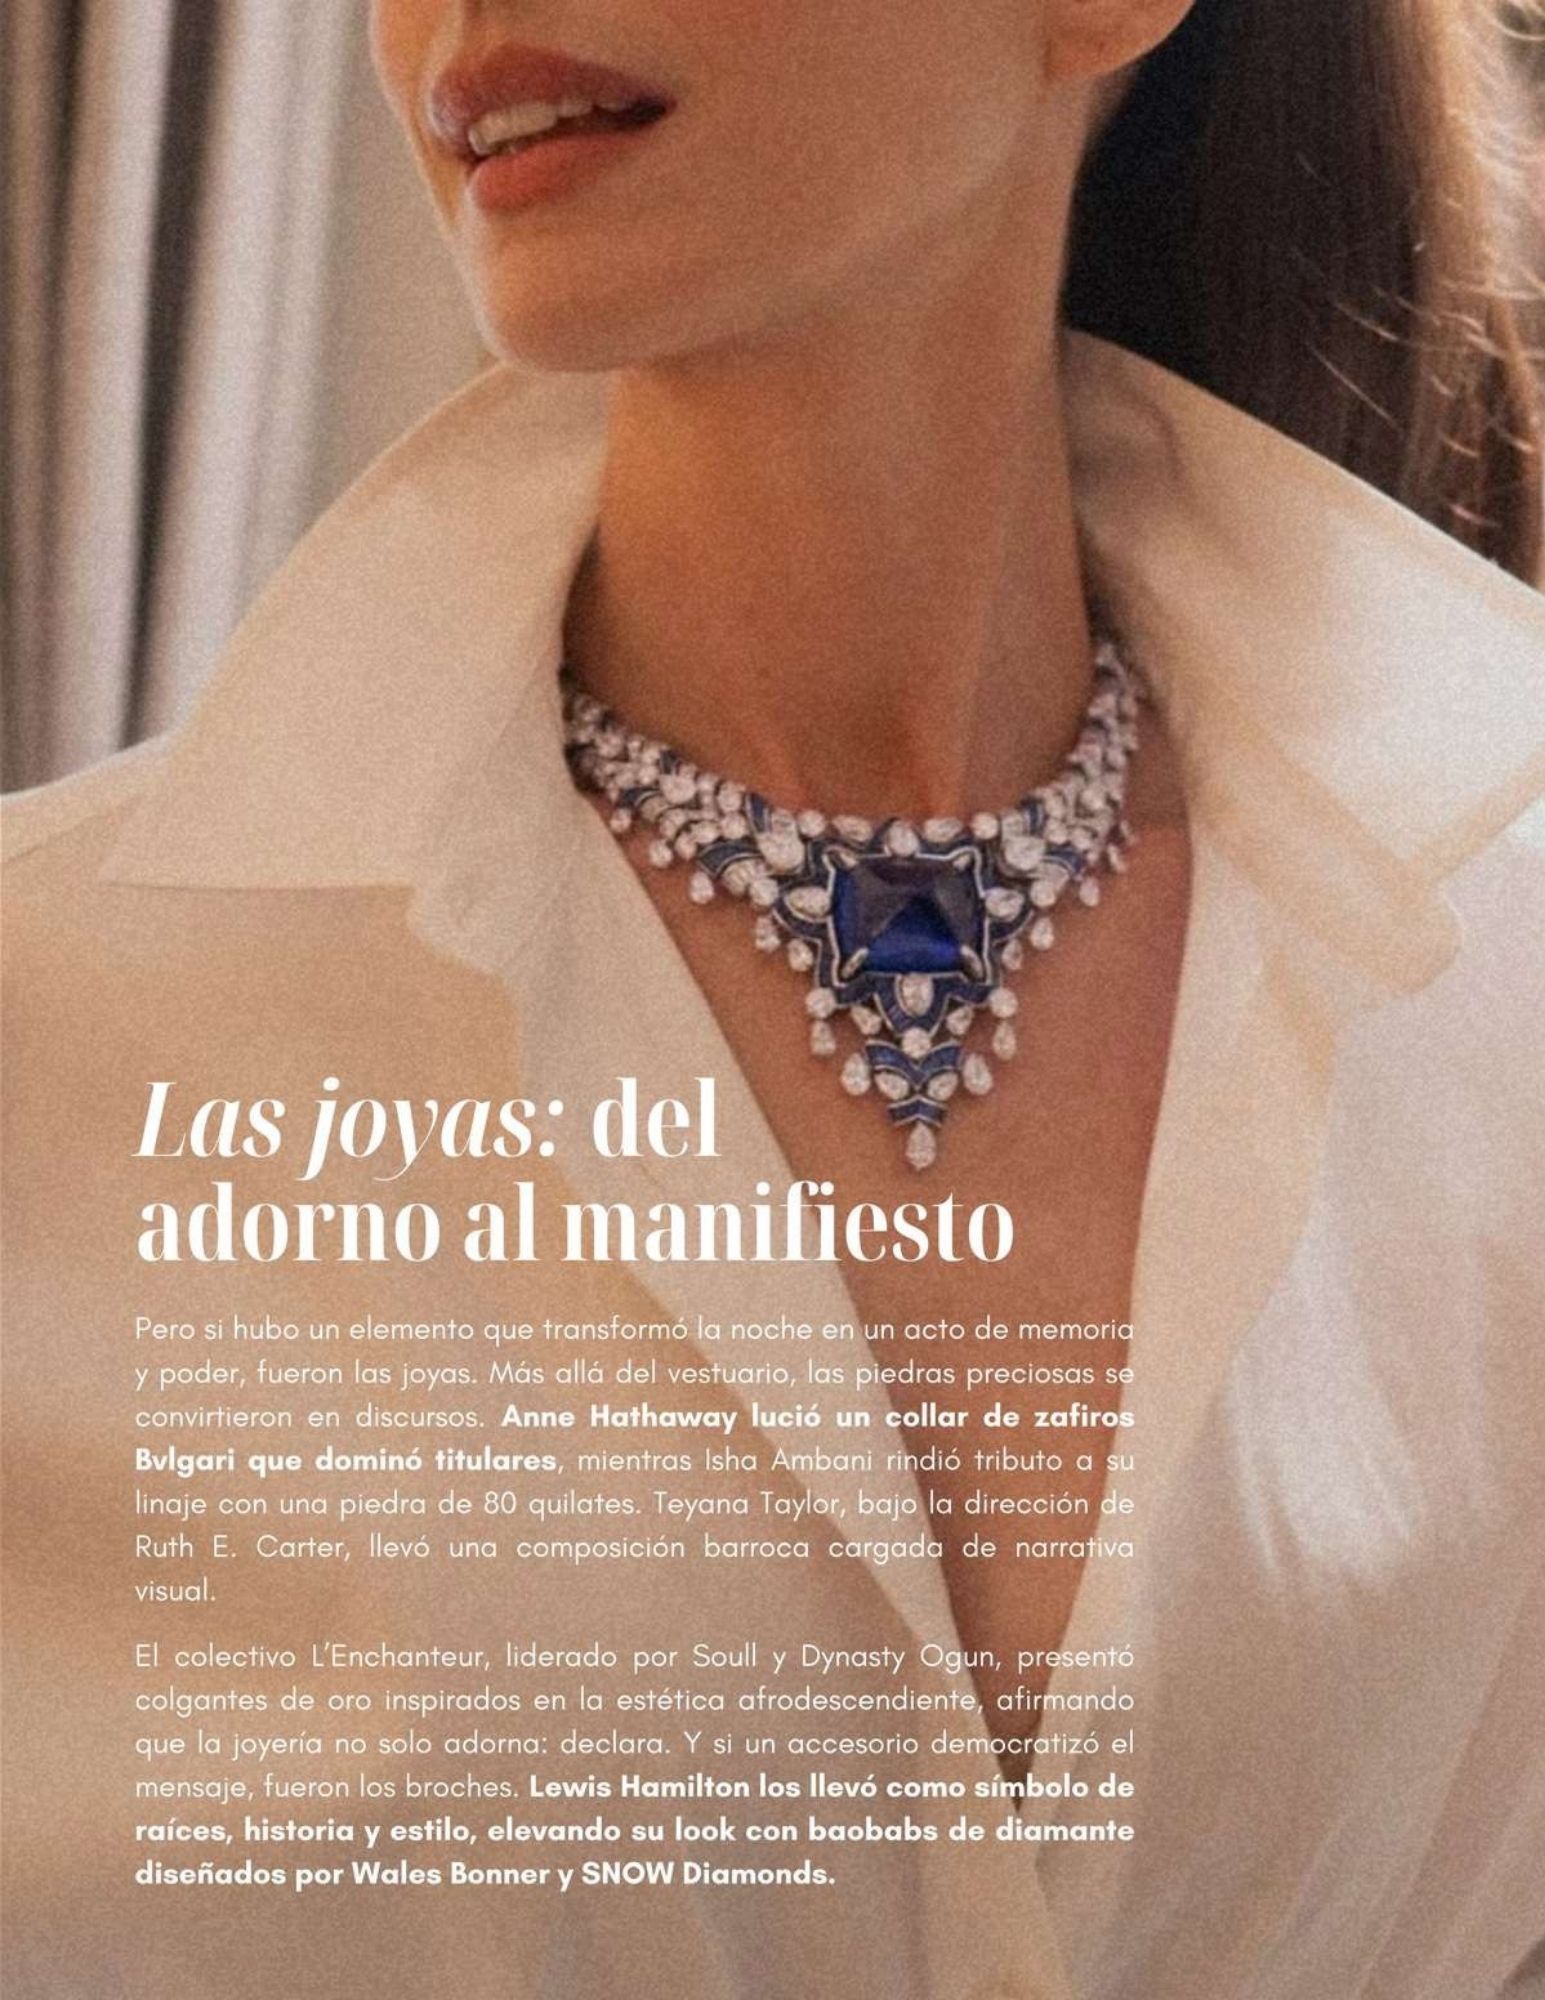 Las joyas: del
adorno al manifiesto
Pero si hubo un elemento que transformó la noche en un acto de memoria
y poder, fueron las joyas. Más allá del vestuario, las piedras preciosas se
convirtieron en discursos. Anne Hathaway lució un collar de zafiros
Bvlgari que dominó titulares, mientras Isha Ambani rindió tributo a su
linaje con una piedra de 80 quilates. Teyana Taylor, bajo la dirección de
Ruth E. Carter, llevó una composición barroca cargada de narrativa
visual.
El colectivo L’Enchanteur, liderado por Soull y Dynasty Ogun, presentó
colgantes de oro inspirados en la estética afrodescendiente, afirmando
que la joyería no solo adorna: declara. Y si un accesorio democratizó el
mensaje, fueron los broches. Lewis Hamilton los llevó como símbolo de
raíces, historia y estilo, elevando su look con baobabs de diamante
diseñados por Wales Bonner y SNOW Diamonds.